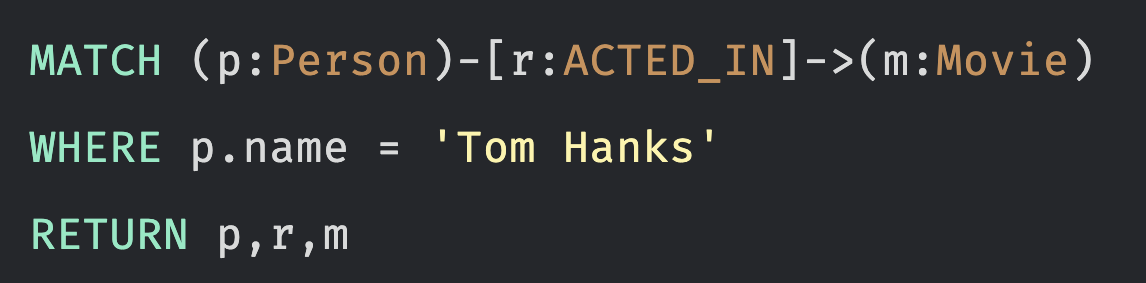 MATCH (p:Person)-[r:ACTED_IN]->(m:Movie)
WHERE p.name = 'Tom Hanks'
RETURN p,r,m